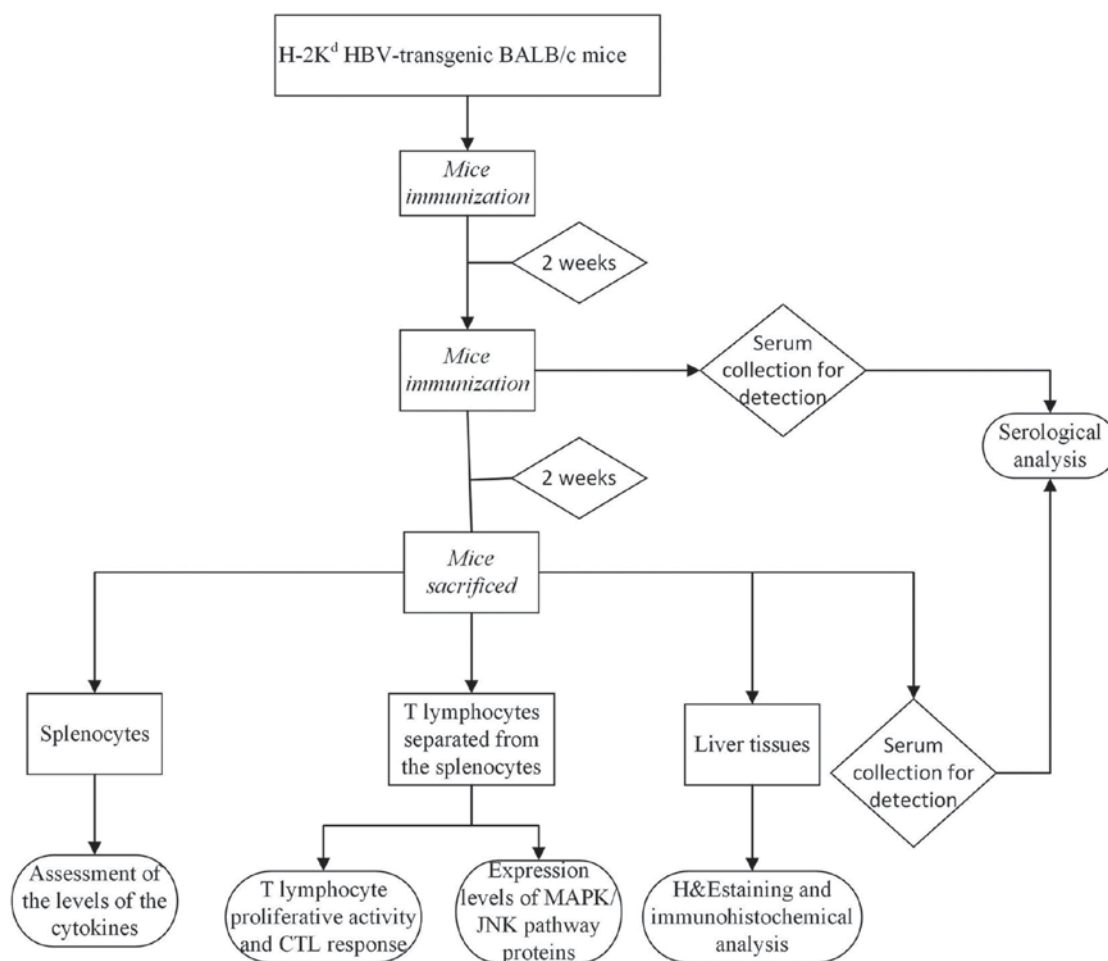 H-2Kᵈ HBV-transgenic BALB/c mice
Mice
immunization
2 weeks
Mice
immunization
Serum
collection for
detection
Serological
analysis
2 weeks
Mice
sacrificed
Splenocytes
T lymphocytes
separated from
the splenocytes
Liver tissues
Serum
collection for
detection
Assessment of
the levels of the
cytokines
T lymphocyte
proliferative activity
and CTL response
Expression
levels of MAPK/
JNK pathway
proteins
H&Estaining and
immunohistochemical
analysis